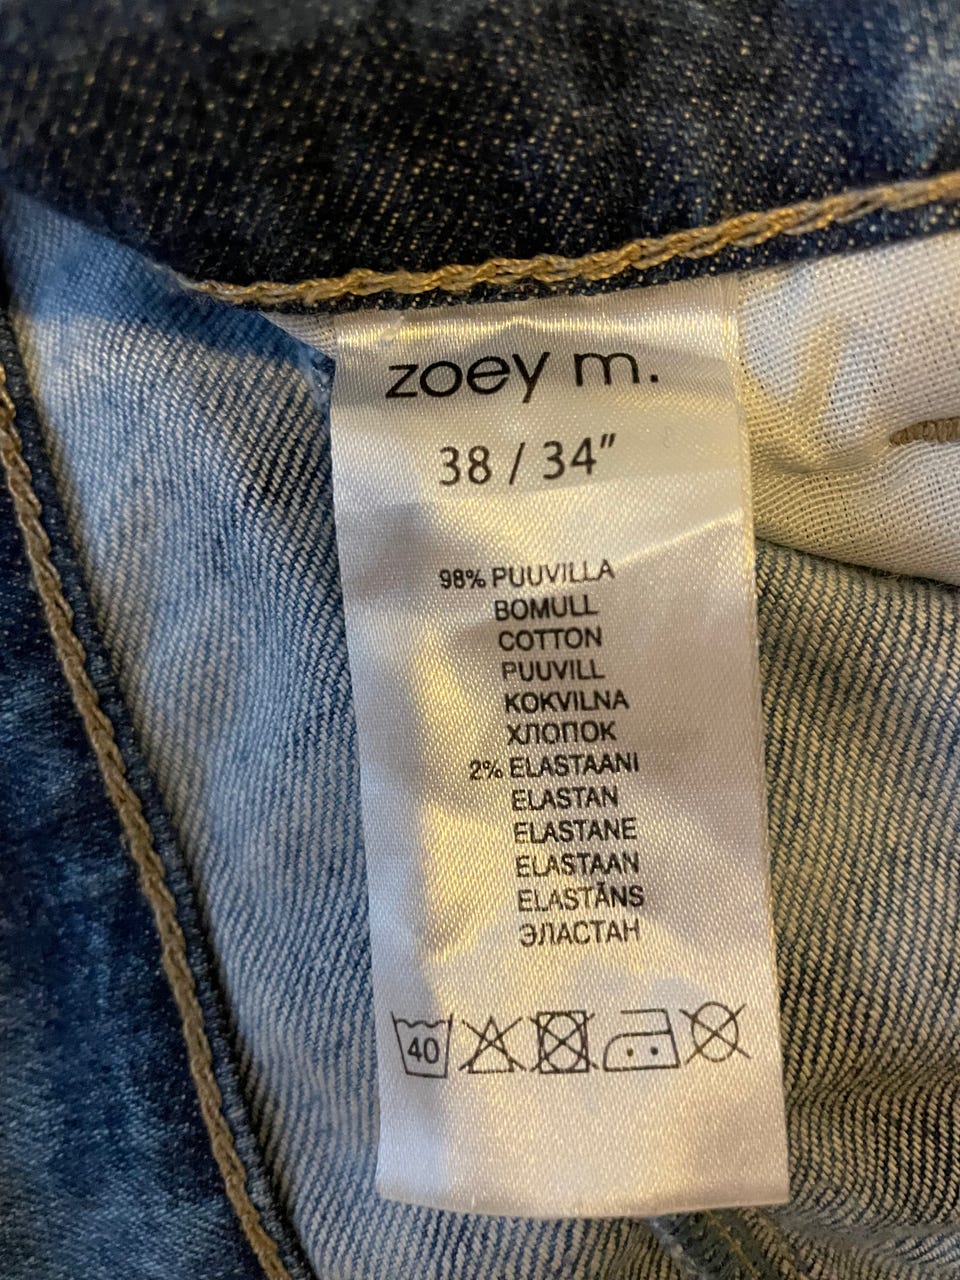 zoey m.
38 / 34"
98% PUUVILLA
BOMULL
COTTON
PUUVILL
KOKVILNA
ХЛОПОК
2% ELASTAANI
ELASTAN
ELASTANE
ELASTAAN
ELASTĀNS
ЭЛАСТАН
40